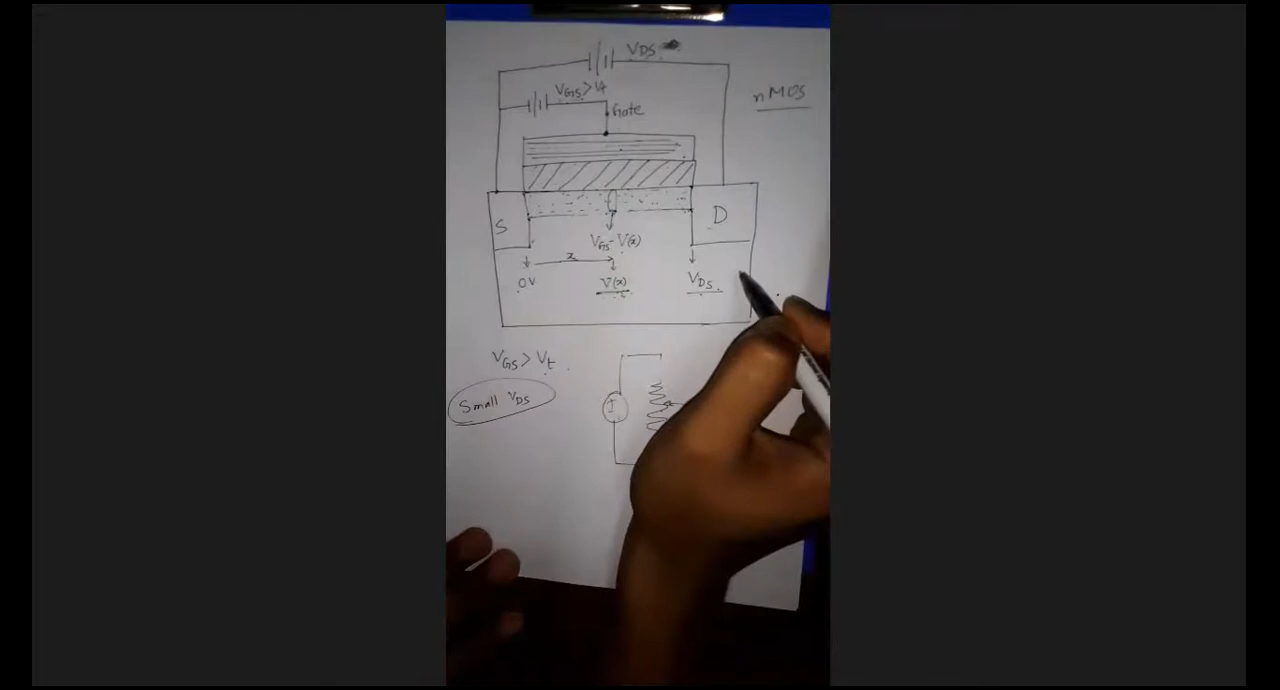 VDS
VGS > Vt
nMOS
Gate
S
D
VGS - V(x)
x
0V
V(x)
VDS
VGS > Vt
Small VDS
I